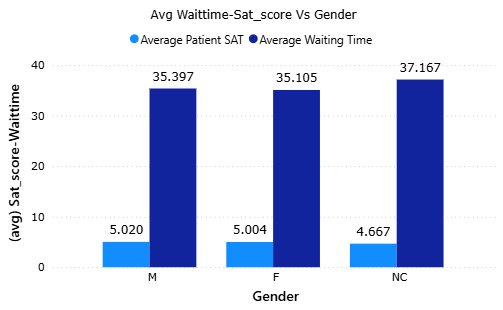 Avg Waittime-Sat_score Vs Gender
Average Patient SAT Average Waiting Time
(avg) Sat_score-Waittime
40
30
20
10
0
35.397
35.105
37.167
5.020
5.004
4.667
M F NC
Gender